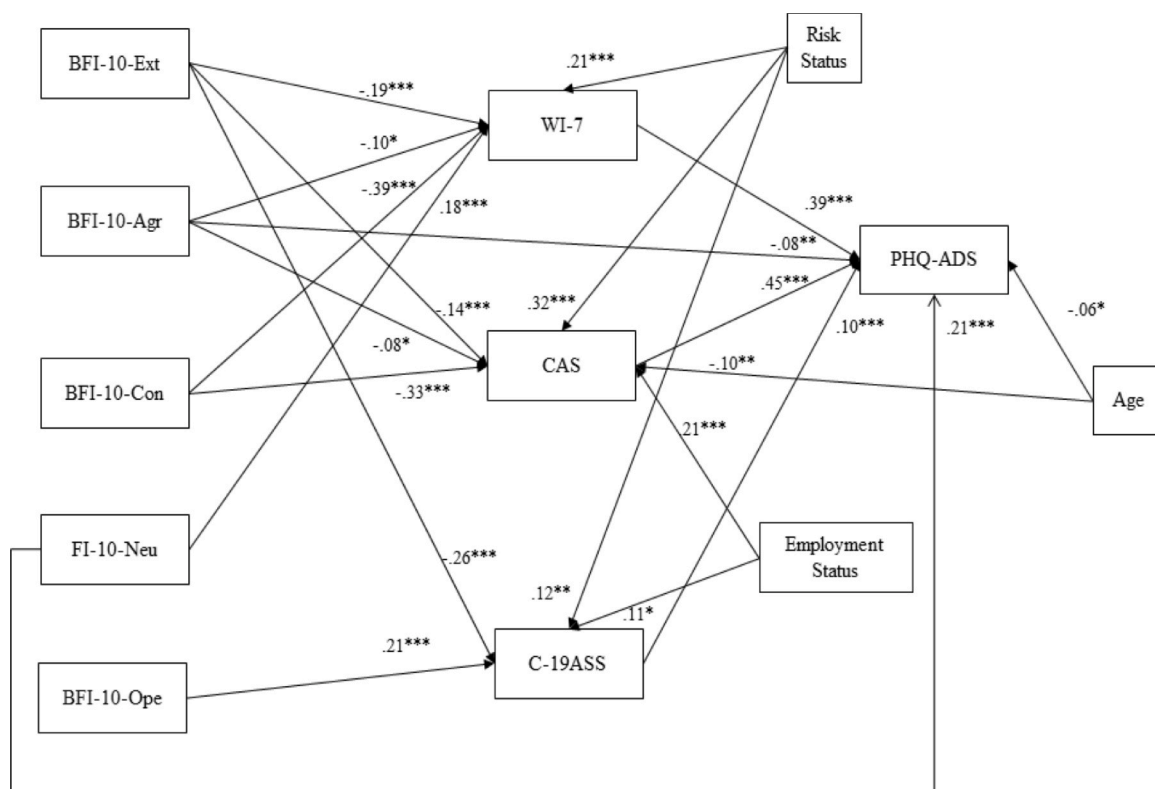 BFI-10-Ext
Risk
Status
.21***
-.19***
WI-7
-.10*
-.39***
BFI-10-Agr
.18***
.39***
-.08**
PHQ-ADS
.45***
-.14***
.32***
.10***
.21***
-.06*
-.08*
CAS
-.10**
BFI-10-Con
-.33***
Age
.21***
FI-10-Neu
Employment
Status
-.26***
.12**
.11*
.21***
C-19ASS
BFI-10-Ope